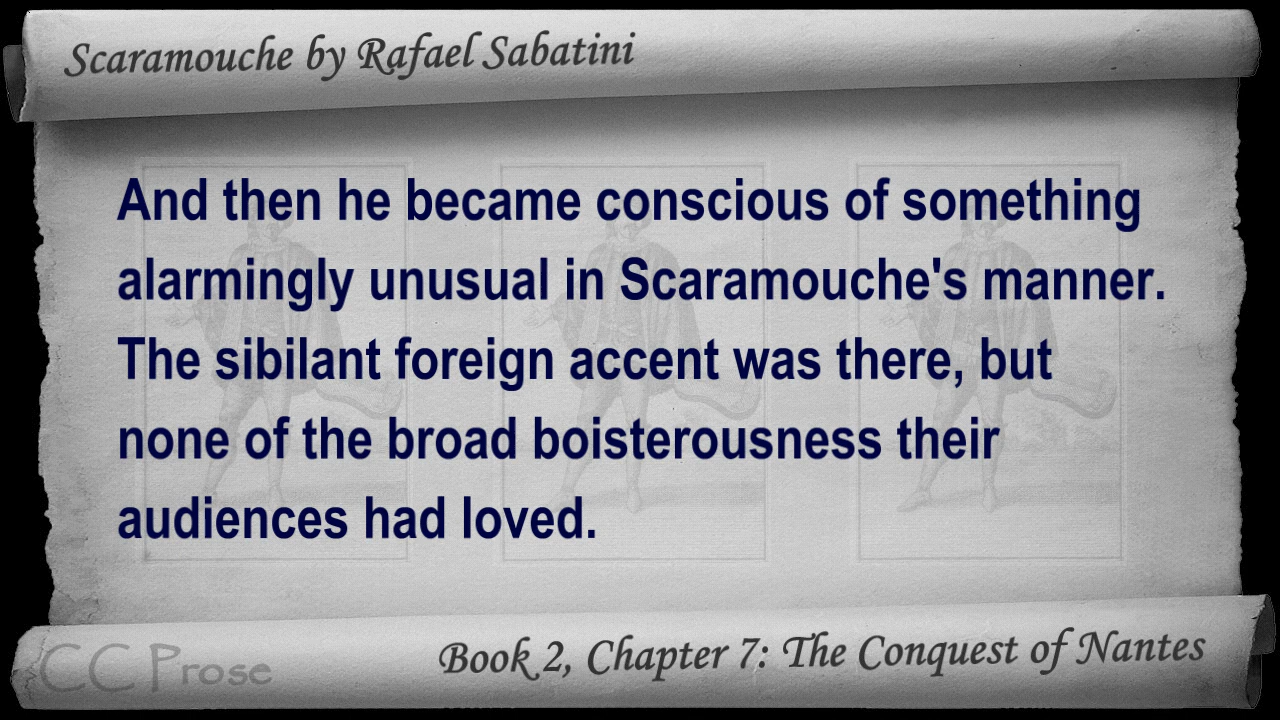 Scaramouche by Rafael Sabatini
And then he became conscious of something
alarmingly unusual in Scaramouche's manner.
The sibilant foreign accent was there, but
none of the broad boisterousness their
audiences had loved.
CC Prose
Book 2, Chapter 7: The Conquest of Nantes